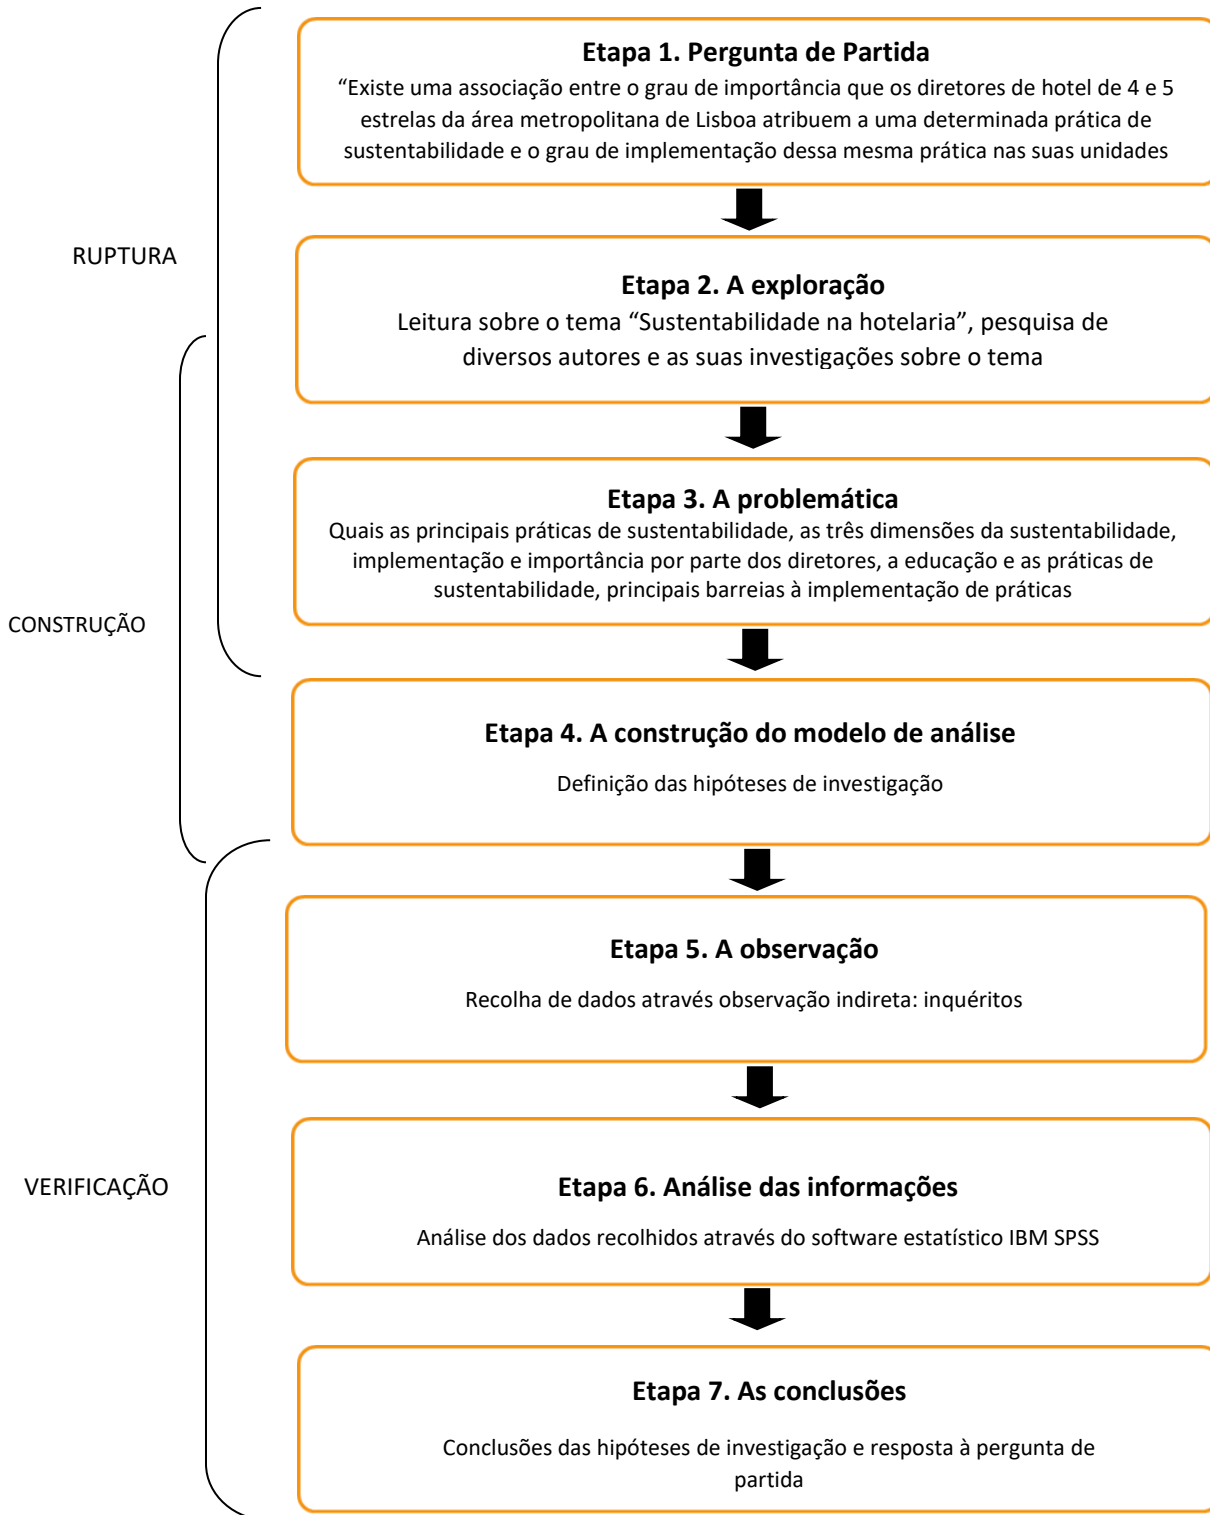 Etapa 1. Pergunta de Partida
“Existe uma associação entre o grau de importância que os diretores de hotel de 4 e 5
estrelas da área metropolitana de Lisboa atribuem a uma determinada prática de
sustentabilidade e o grau de implementação dessa mesma prática nas suas unidades
RUPTURA
Etapa 2. A exploração
Leitura sobre o tema “Sustentabilidade na hotelaria”, pesquisa de
diversos autores e as suas investigações sobre o tema
Etapa 3. A problemática
Quais as principais práticas de sustentabilidade, as três dimensões da sustentabilidade,
implementação e importância por parte dos diretores, a educação e as práticas de
sustentabilidade, principais barreias à implementação de práticas
CONSTRUÇÃO
Etapa 4. A construção do modelo de análise
Definição das hipóteses de investigação
Etapa 5. A observação
Recolha de dados através observação indireta: inquéritos
VERIFICAÇÃO
Etapa 6. Análise das informações
Análise dos dados recolhidos através do software estatístico IBM SPSS
Etapa 7. As conclusões
Conclusões das hipóteses de investigação e resposta à pergunta de
partida